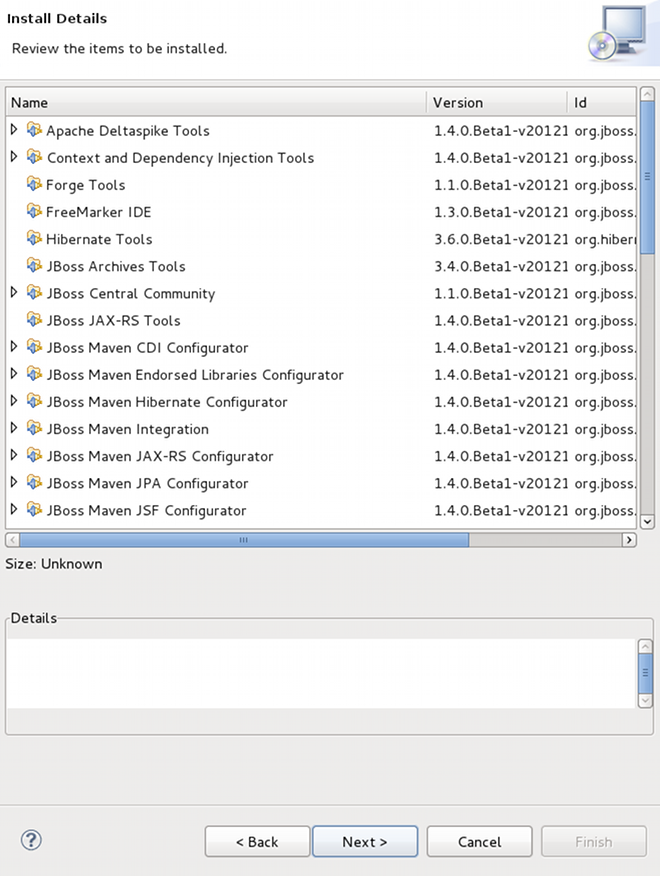 Install Details
Review the items to be installed.
Name Version Id
Apache Deltaspike Tools 1.4.0.Beta1-v20121 org.jboss.
Context and Dependency Injection Tools 1.4.0.Beta1-v20121 org.jboss.
Forge Tools 1.1.0.Beta1-v20121 org.jboss.
FreeMarker IDE 1.3.0.Beta1-v20121 org.jboss.
Hibernate Tools 3.6.0.Beta1-v20121 org.hiber
JBoss Archives Tools 3.4.0.Beta1-v20121 org.jboss.
JBoss Central Community 1.1.0.Beta1-v20121 org.jboss.
JBoss JAX-RS Tools 1.4.0.Beta1-v20121 org.jboss.
JBoss Maven CDI Configurator 1.4.0.Beta1-v20121 org.jboss.
JBoss Maven Endorsed Libraries Configurator 1.4.0.Beta1-v20121 org.jboss.
JBoss Maven Hibernate Configurator 1.4.0.Beta1-v20121 org.jboss.
JBoss Maven Integration 1.4.0.Beta1-v20121 org.jboss.
JBoss Maven JAX-RS Configurator 1.4.0.Beta1-v20121 org.jboss.
JBoss Maven JPA Configurator 1.4.0.Beta1-v20121 org.jboss.
JBoss Maven JSF Configurator 1.4.0.Beta1-v20121 org.jboss.
Size: Unknown
Details
? < Back Next > Cancel Finish